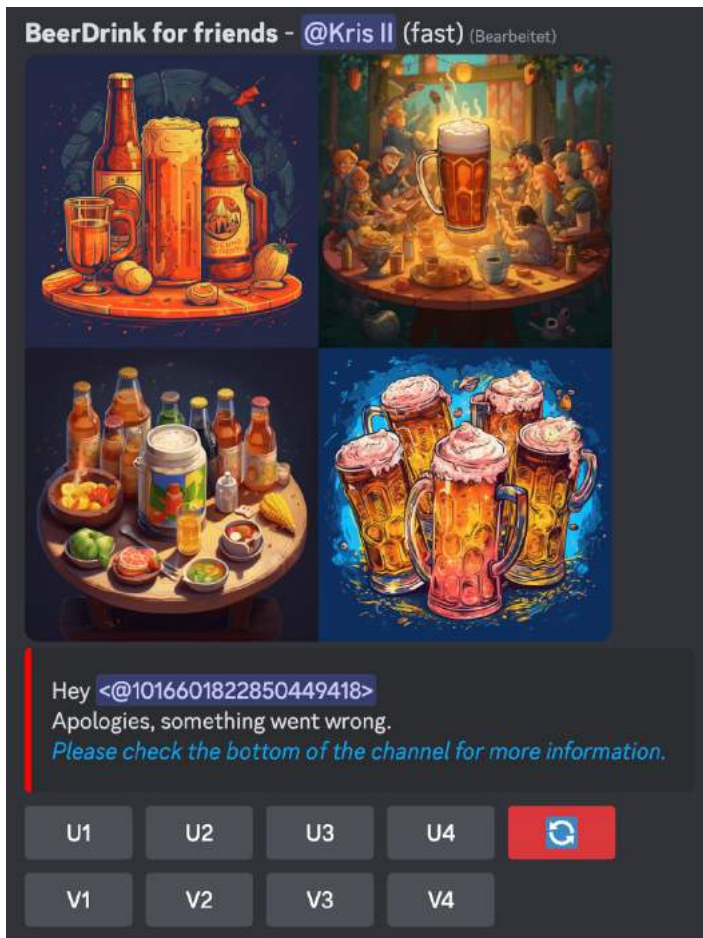 BeerDrink for friends - @Kris II (fast) (Bearbeitet)
Hey <@1016601822850449418>
Apologies, something went wrong.
Please check the bottom of the channel for more information.
U1 U2 U3 U4
V1 V2 V3 V4